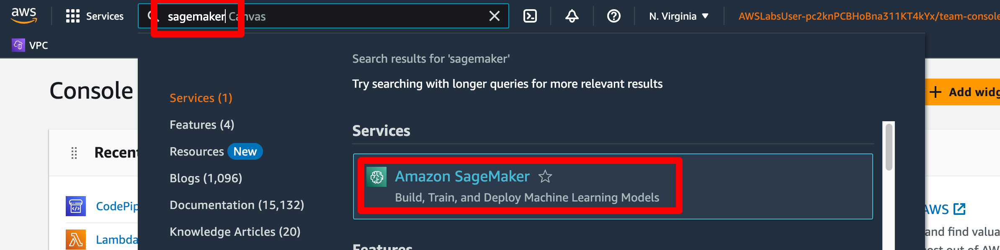 aws
Services
sagemaker Canvas
N. Virginia
AWSLabsUser-pc2knPCBHoBna311KT4kYx/team-console
VPC
Console
Search results for 'sagemaker'
Try searching with longer queries for more relevant results
Services (1)
Features (4)
Resources New
Blogs (1,096)
Documentation (15,132)
Knowledge Articles (20)
Services
Amazon SageMaker
Build, Train, and Deploy Machine Learning Models
Features
+ Add widg
Recent
CodePip
Lambda
AWS
and find valua
ost out of AW